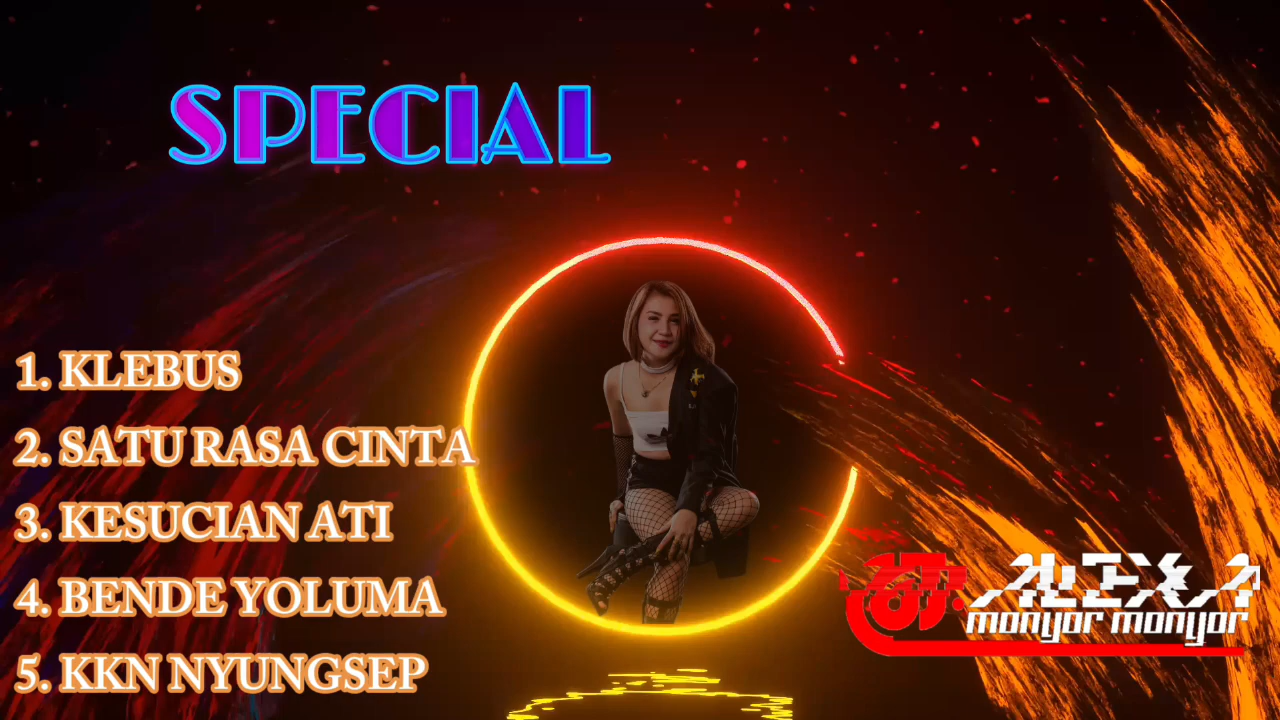 SPECIAL
1. KLEBUS
2. SATU RASA CINTA
3. KESUCIAN ATI
4. BENDE YOLUMA
5. KKN NYUNGSEP
ALEXA
monyor monyor